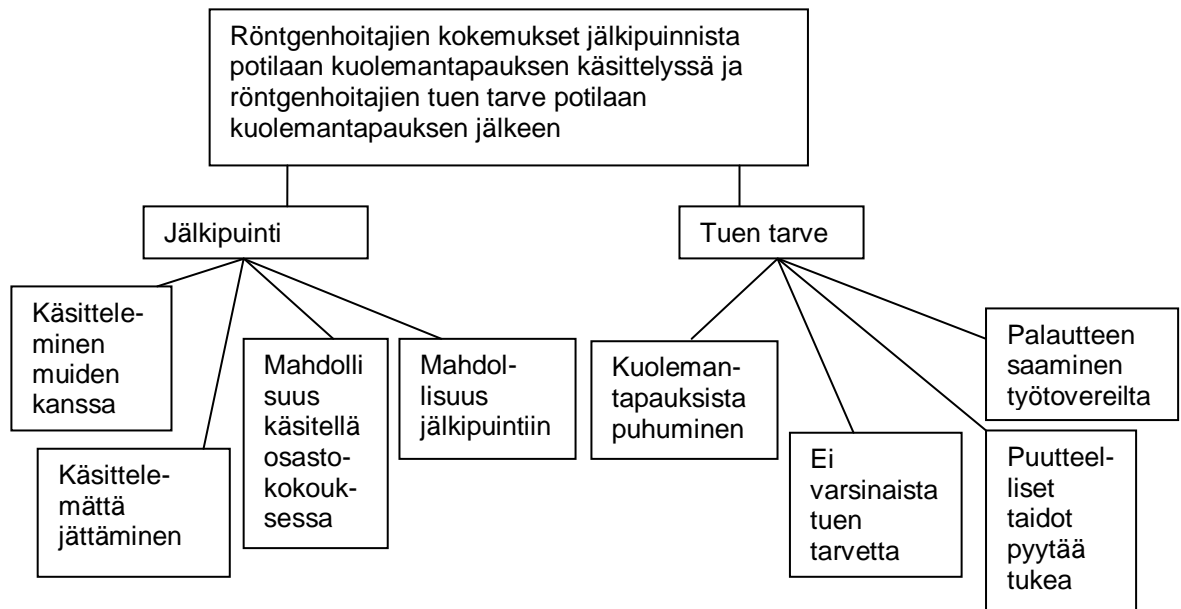 Röntgenhoitajien kokemukset jälkipuinnista
potilaan kuolemantapauksen käsittelyssä ja
röntgenhoitajien tuen tarve potilaan
kuolemantapauksen jälkeen
Jälkipuinti
Tuen tarve
Käsittele-
minen
muiden
kanssa
Käsittele-
mättä
jättäminen
Mahdolli
suus
käsitellä
osasto-
kokouk-
sessa
Mahdol-
lisuus
jälkipuintiin
Kuoleman-
tapauksista
puhuminen
Ei
varsinaista
tuen
tarvetta
Puutteel-
liset
taidot
pyytää
tukea
Palautteen
saaminen
työtovereilta